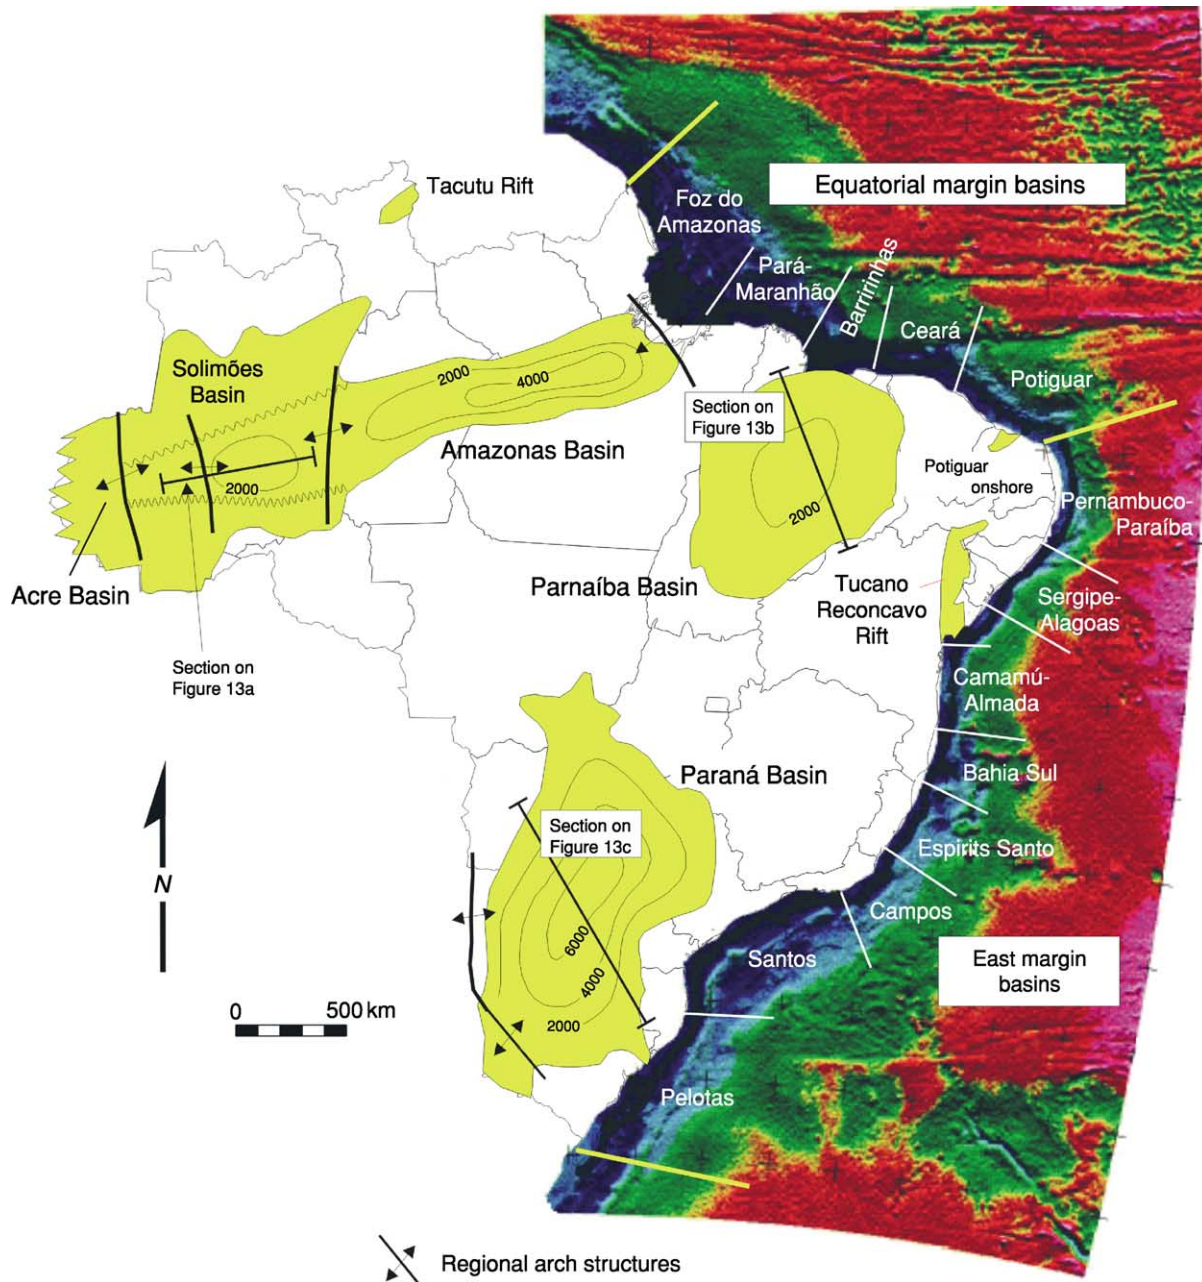 Tacutu Rift
Equatorial margin basins
Foz do
Amazonas
Pará-
Maranhão
Barririnhas
Ceará
Potiguar
Solimões
Basin
2000
4000
Section on
Figure 13b
Amazonas Basin
2000
2000
Potiguar
onshore
Pernambuco-
Paraíba
Acre Basin
Parnaíba Basin
Tucano
Reconcavo
Rift
Sergipe-
Alagoas
Section on
Figure 13a
Camamú-
Almada
Paraná Basin
Bahia Sul
Section on
Figure 13c
Espirits Santo
N
Campos
6000
Santos
East margin
basins
4000
0
500 km
2000
Pelotas
Regional arch structures